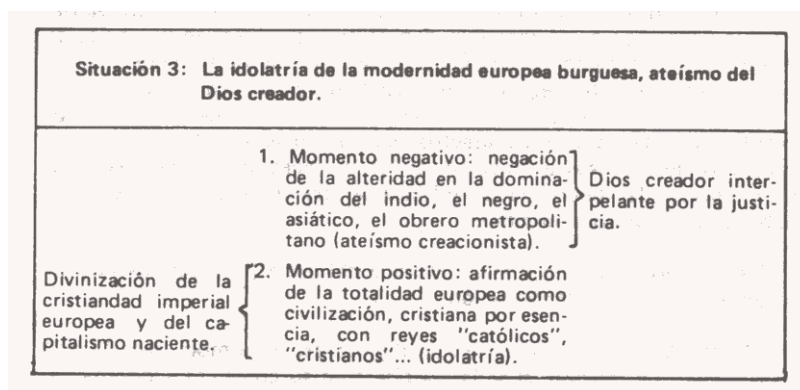 Situación 3: La idolatría de la modernidad europea burguesa, ateísmo del
Dios creador.
1. Momento negativo: negación
de la alteridad en la domina-
ción del indio, el negro, el
asiático, el obrero metropoli-
tano (ateísmo creacionista).
Dios creador inter-
pelante por la justi-
cia.
Divinización de la
cristiandad imperial
europea y del ca-
pitalismo naciente.
2. Momento positivo: afirmación
de la totalidad europea como
civilización, cristiana por esen-
cia, con reyes "católicos",
"cristianos"... (idolatría).